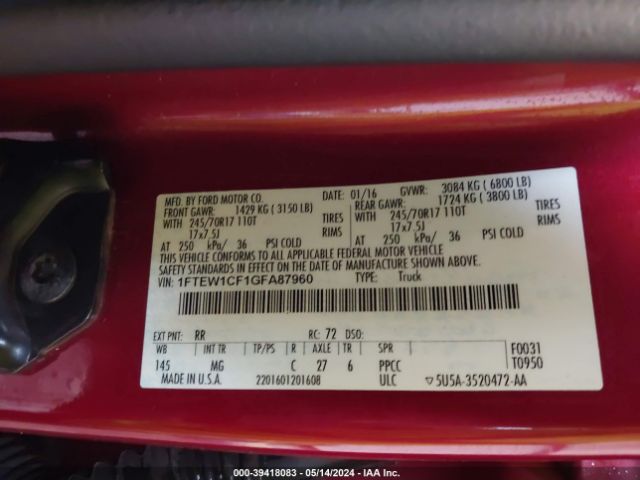 MFD. BY FORD MOTOR CO. DATE: 01/16 GVWR: 3084 KG ( 6800 LB)
FRONT GAWR: 1429 KG ( 3150 LB) REAR GAWR: 1724 KG ( 3800 LB)
WITH 245/70R17 110T TIRES WITH 245/70R17 110T TIRES
17x7.5J RIMS 17x7.5J RIMS
AT 250 kPa/ 36 PSI COLD AT 250 kPa/ 36 PSI COLD
THIS VEHICLE CONFORMS TO ALL APPLICABLE FEDERAL MOTOR VEHICLE
SAFETY STANDARDS IN EFFECT ON THE DATE OF MANUFACTURE SHOWN ABOVE.
VIN: 1FTEW1CF1GFA87960 TYPE: Truck
EXT PNT: RR RC: 72 DSO:
WB INT TR TP/PS R AXLE TR SPR F0031
145 MG C 27 6 PPCC T0950
MADE IN U.S.A. 2201601201608 ULC ▽5U5A-3520472-AA
000-39418083 - 05/14/2024 - IAA Inc.